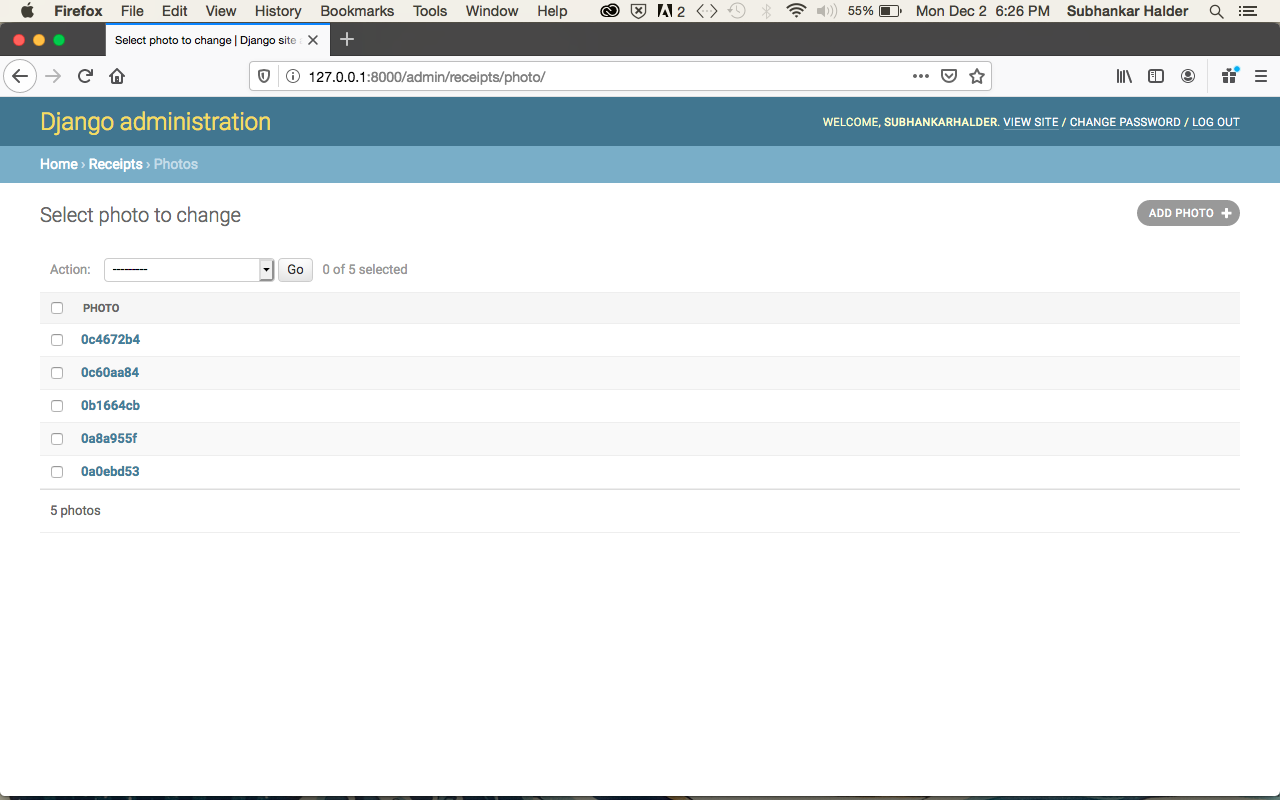 Firefox File Edit View History Bookmarks Tools Window Help 2 55% Mon Dec 2 6:26 PM Subhankar Halder
Select photo to change | Django site
127.0.0.1:8000/admin/receipts/photo/
Django administration
WELCOME, SUBHANKARHALDER. VIEW SITE / CHANGE PASSWORD / LOG OUT
Home › Receipts › Photos
Select photo to change
ADD PHOTO +
Action: --------- Go 0 of 5 selected
PHOTO
0c4672b4
0c60aa84
0b1664cb
0a8a955f
0a0ebd53
5 photos